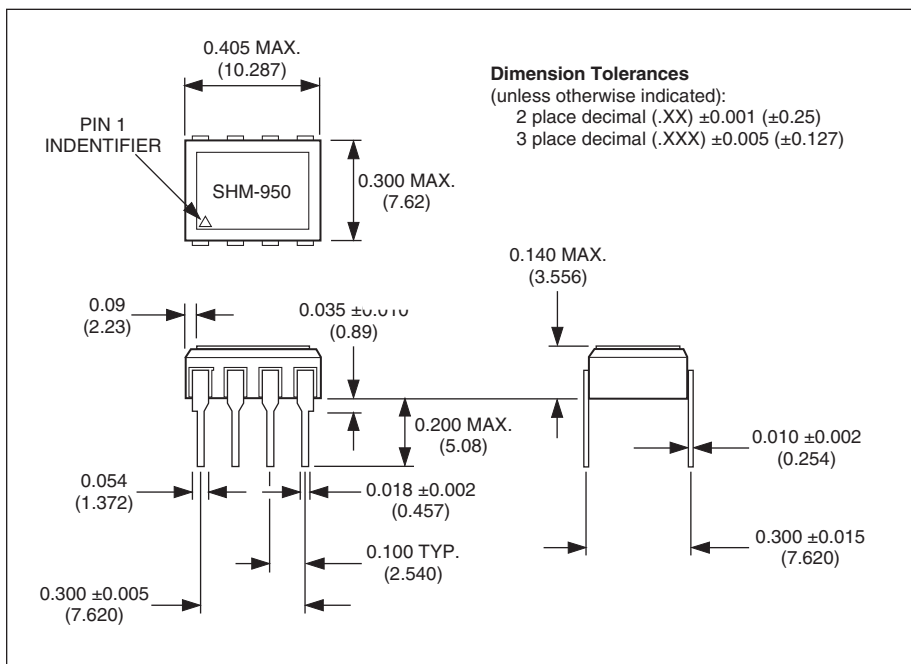 0.405 MAX.
(10.287)
Dimension Tolerances
(unless otherwise indicated):
2 place decimal (.XX) ±0.001 (±0.25)
3 place decimal (.XXX) ±0.005 (±0.127)
PIN 1
INDENTIFIER
SHM-950
0.300 MAX.
(7.62)
0.140 MAX.
(3.556)
0.09
(2.23)
0.035 ±0.010
(0.89)
0.200 MAX.
(5.08)
0.010 ±0.002
(0.254)
0.054
(1.372)
0.018 ±0.002
(0.457)
0.300 ±0.015
(7.620)
0.100 TYP.
(2.540)
0.300 ±0.005
(7.620)